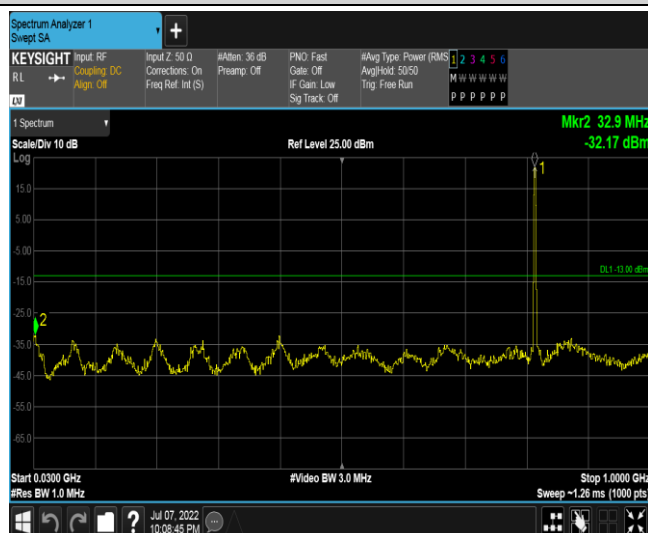 Spectrum Analyzer 1
Swept SA
KEYSIGHT
RL
LXI
Input: RF
Coupling: DC
Align: Off
Input Z: 50 Ω
Corrections: On
Freq Ref: Int (S)
#Atten: 36 dB
Preamp: Off
PNO: Fast
Gate: Off
IF Gain: Low
Sig Track: Off
#Avg Type: Power (RMS
Avg|Hold: 50/50
Trig: Free Run
1 2 3 4 5 6
M W W W W W
P P P P P P
1 Spectrum
Mkr2 32.9 MHz
Scale/Div 10 dB
Ref Level 25.00 dBm
-32.17 dBm
Log
1
15.0
5.00
-5.00
DL1 -13.00 dBm
-15.0
-25.0
2
-35.0
-45.0
-55.0
-65.0
Start 0.0300 GHz
#Video BW 3.0 MHz
Stop 1.0000 GHz
#Res BW 1.0 MHz
Sweep ~1.26 ms (1000 pts)
?
Jul 07, 2022
10:08:45 PM